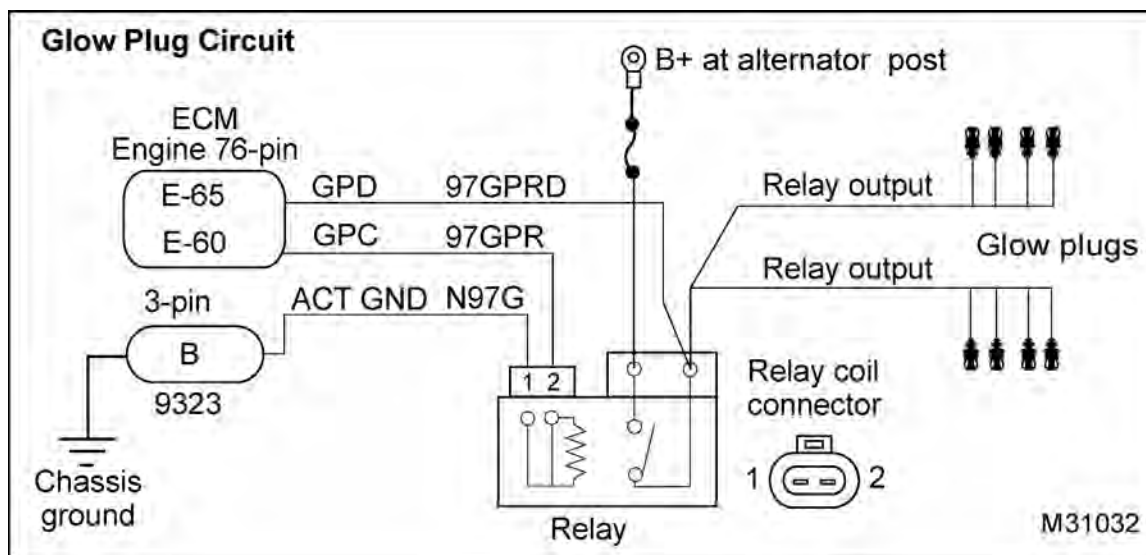 Glow Plug Circuit
B+ at alternator post
ECM
Engine 76-pin
E-65
GPD
97GPRD
E-60
GPC
97GPR
Relay output
Glow plugs
Relay output
3-pin
ACT GND
N97G
B
9323
1 2
Relay coil
connector
1
2
Chassis
ground
Relay
M31032